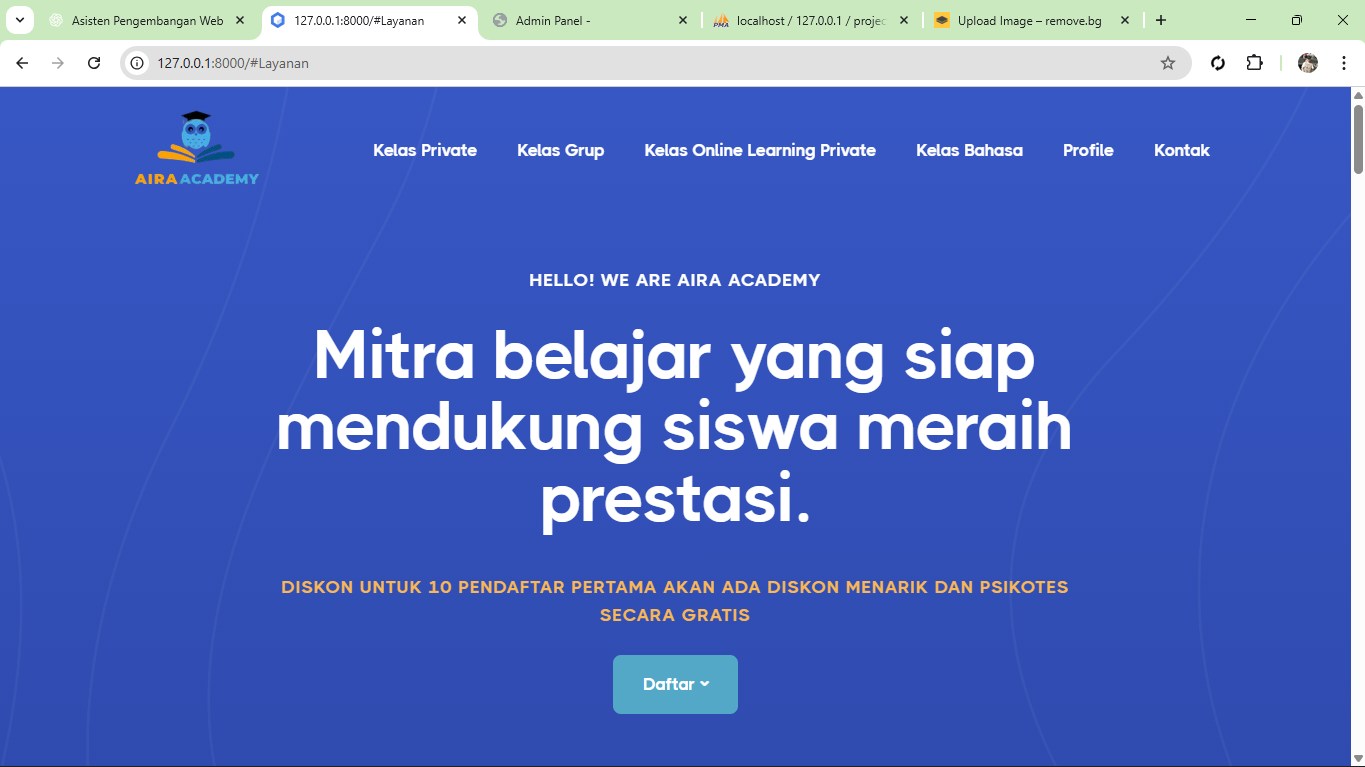 Asisten Pengembangan Web
127.0.0.1:8000/#Layanan
Admin Panel -
localhost / 127.0.0.1 / projec
Upload Image – remove.bg
127.0.0.1:8000/#Layanan
AIRA ACADEMY
Kelas Private
Kelas Grup
Kelas Online Learning Private
Kelas Bahasa
Profile
Kontak
HELLO! WE ARE AIRA ACADEMY
Mitra belajar yang siap
mendukung siswa meraih
prestasi.
DISKON UNTUK 10 PENDAFTAR PERTAMA AKAN ADA DISKON MENARIK DAN PSIKOTES
SECARA GRATIS
Daftar